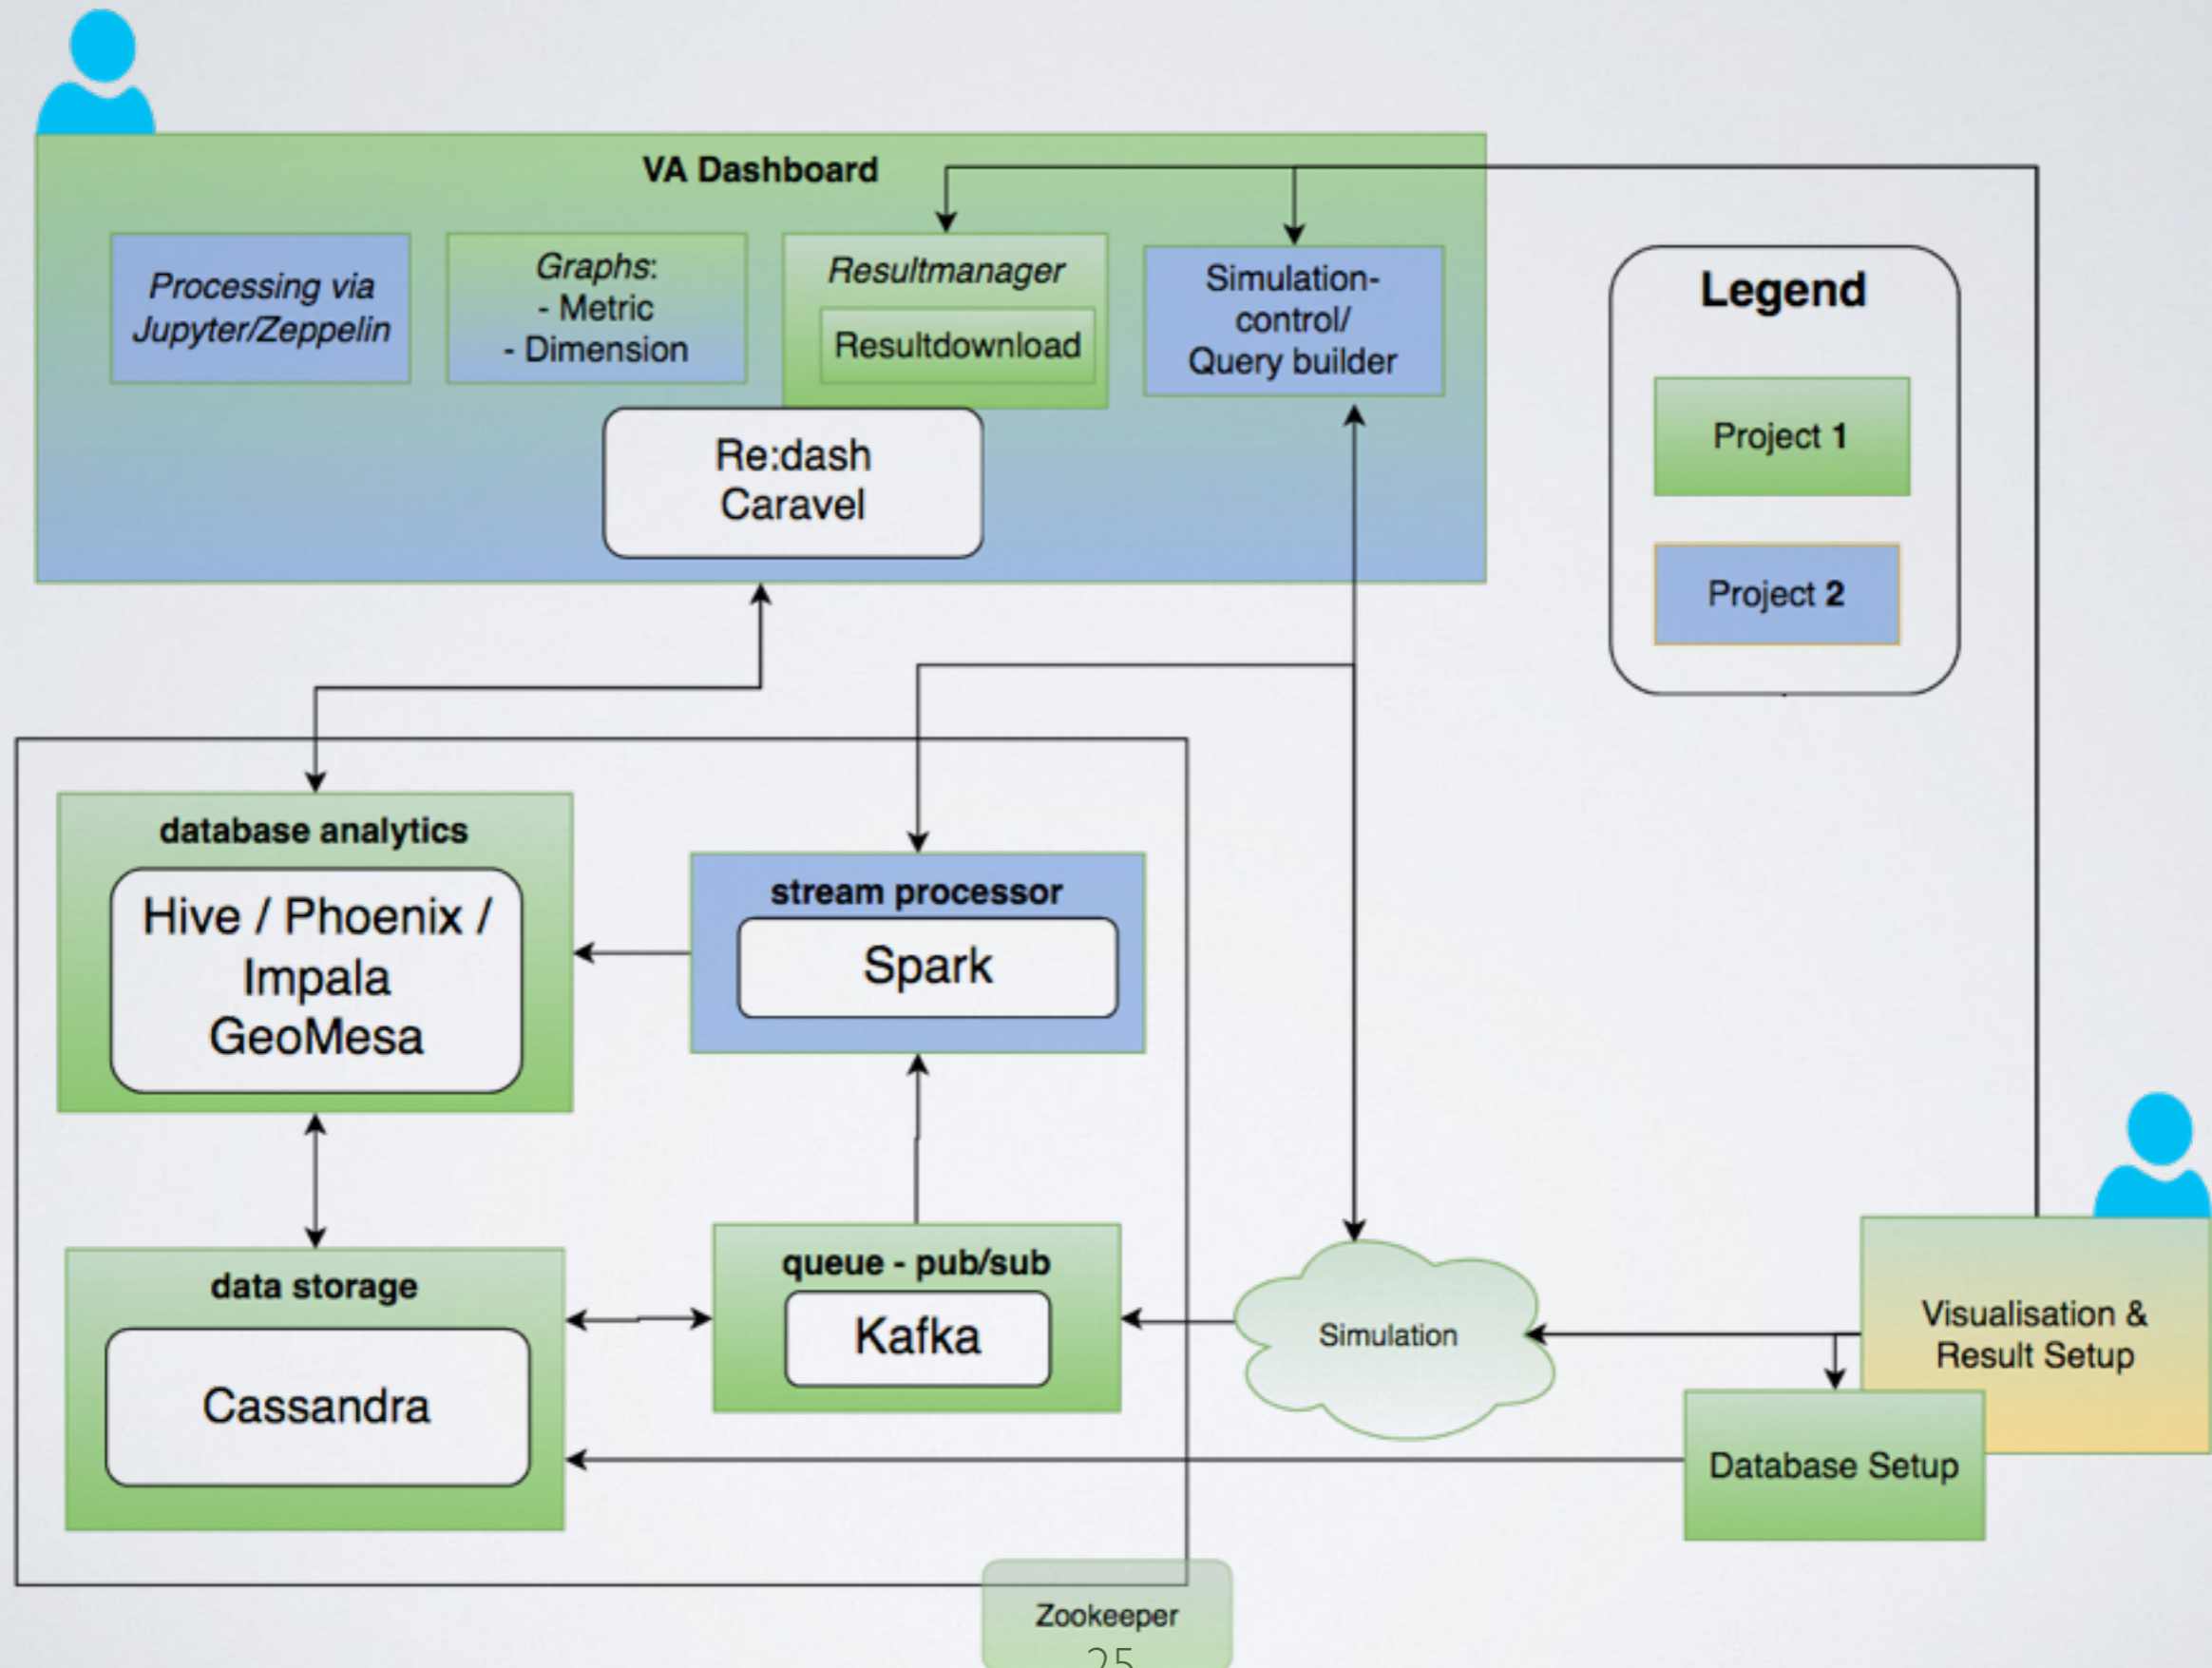 VA Dashboard
Processing via
Jupyter/Zeppelin
Graphs:
- Metric
- Dimension
Resultmanager
Resultdownload
Simulation-
control/
Query builder
Re:dash
Caravel
Legend
Project 1
Project 2
database analytics
Hive / Phoenix /
Impala
GeoMesa
stream processor
Spark
data storage
Cassandra
queue - pub/sub
Kafka
Simulation
Visualisation &
Result Setup
Database Setup
Zookeeper
25